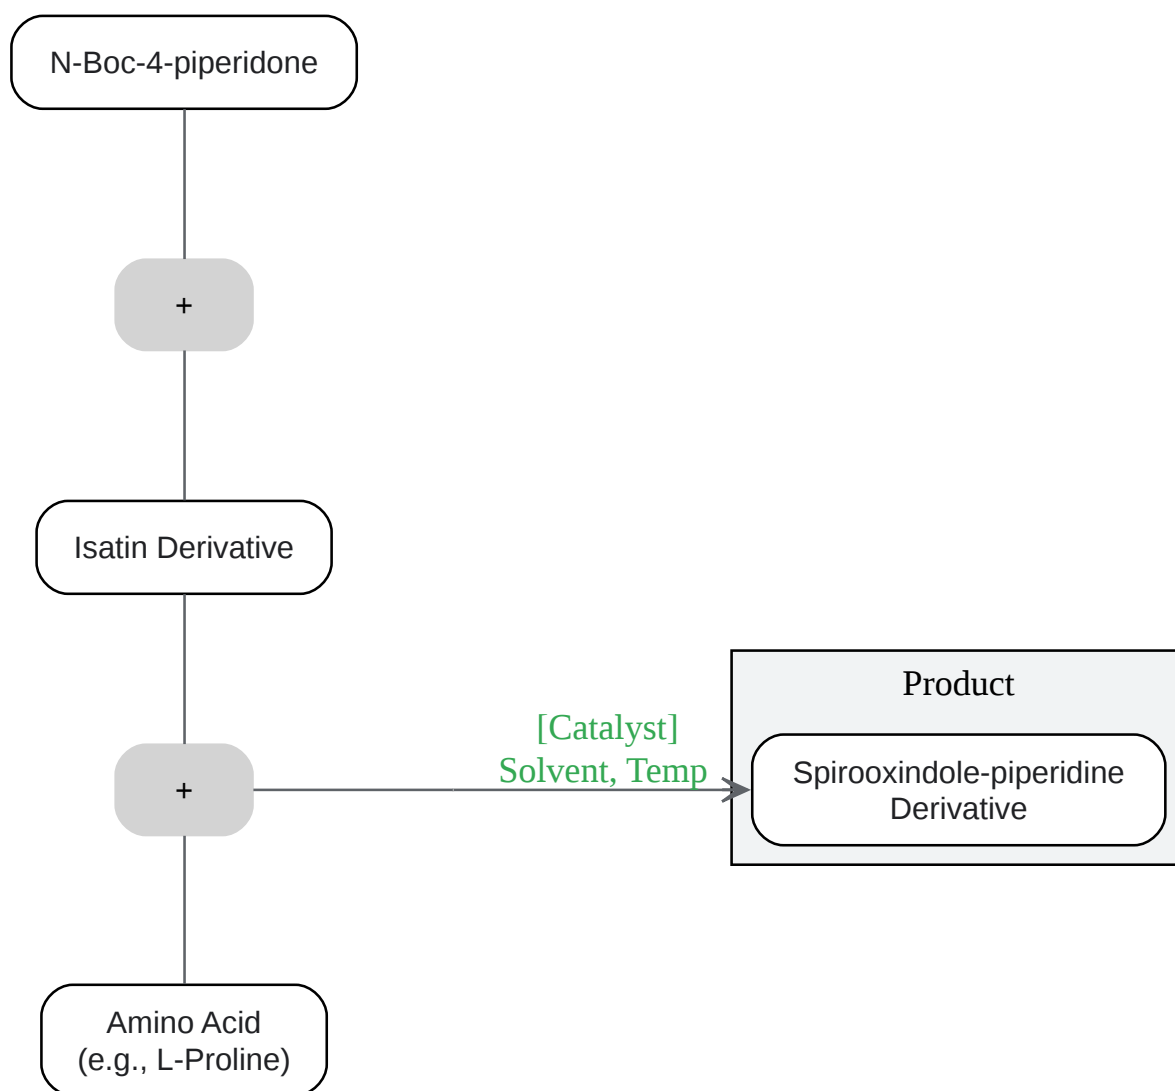 N-Boc-4-piperidone
+
Isatin Derivative
+
[Catalyst]
Solvent, Temp
Product
Spirooxindole-piperidine
Derivative
Amino Acid
(e.g., L-Proline)